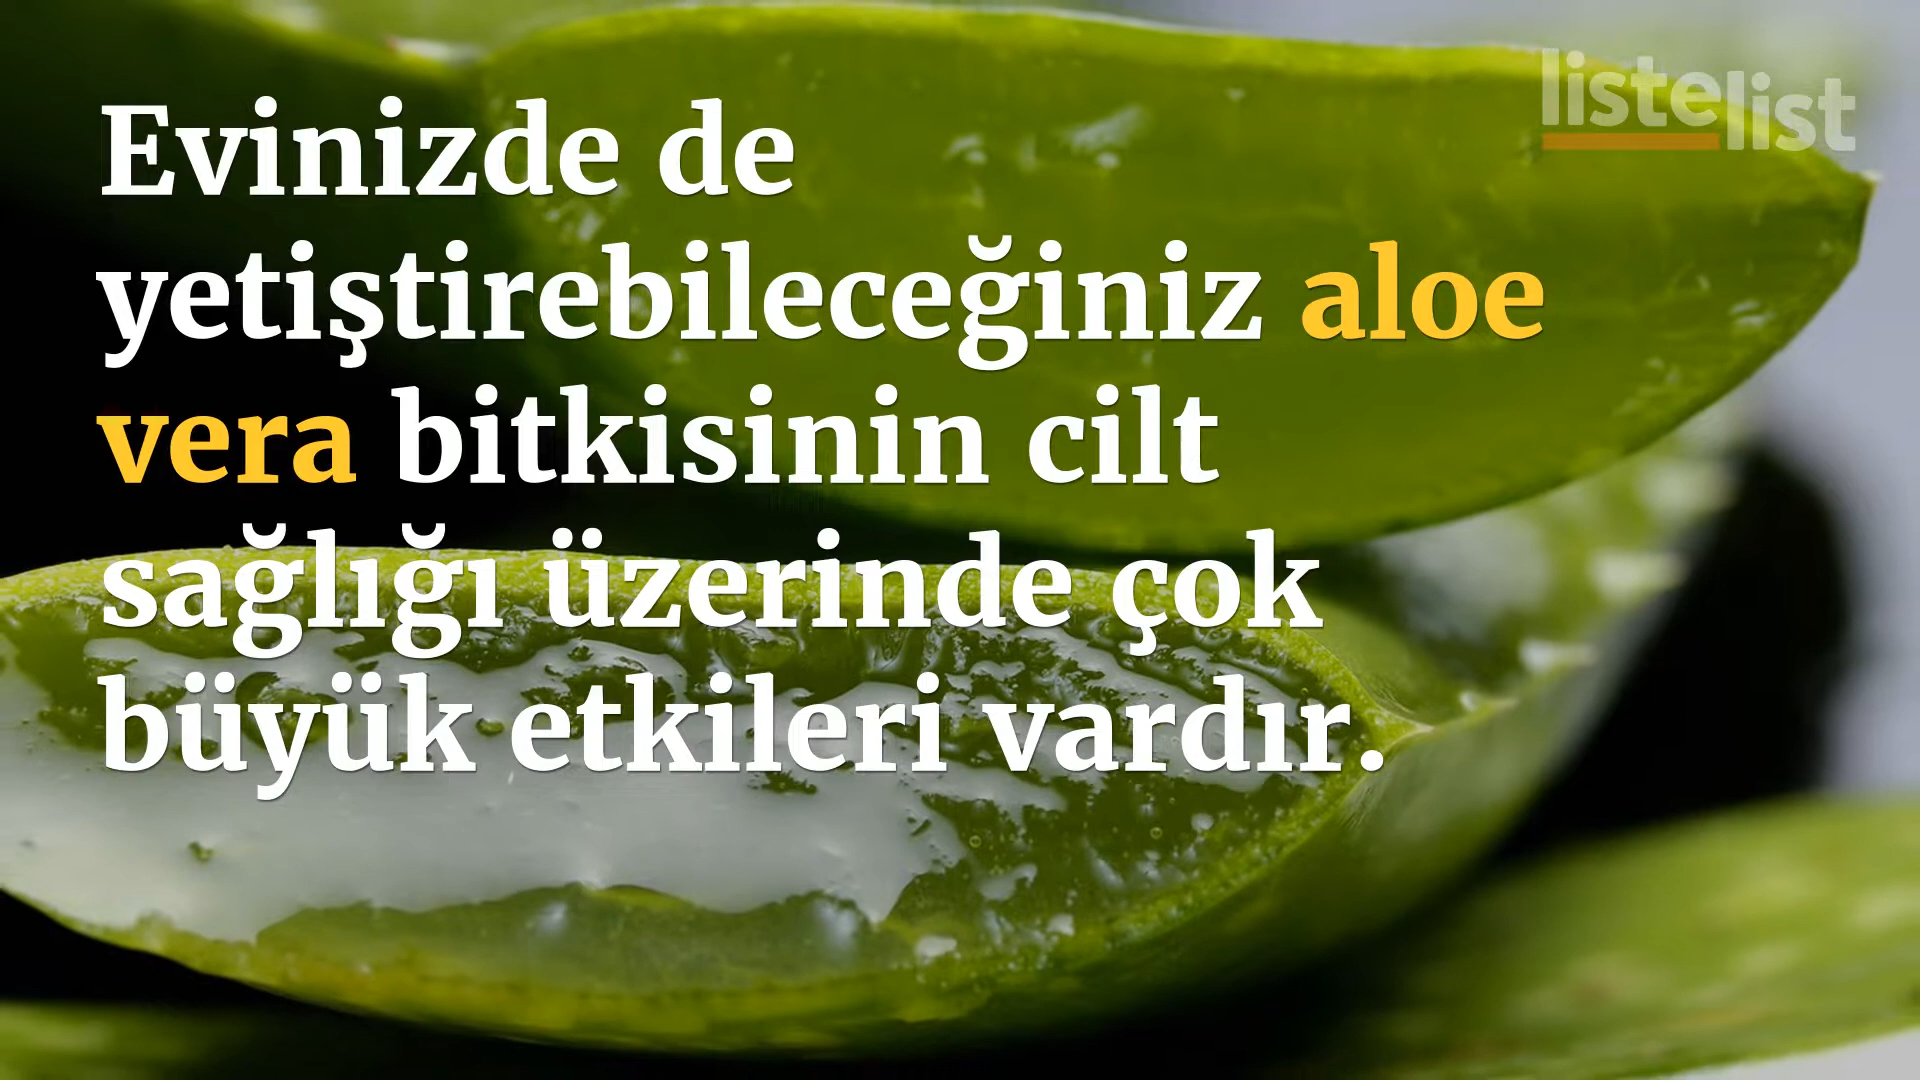 listelist
Evinizde de
yetiştirebileceğiniz aloe
vera bitkisinin cilt
sağlığı üzerinde çok
büyük etkileri vardır.